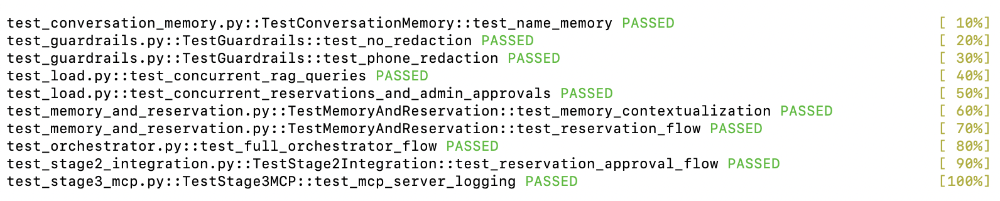 test_conversation_memory.py::TestConversationMemory::test_name_memory PASSED [ 10%]
test_guardrails.py::TestGuardrails::test_no_redaction PASSED [ 20%]
test_guardrails.py::TestGuardrails::test_phone_redaction PASSED [ 30%]
test_load.py::test_concurrent_rag_queries PASSED [ 40%]
test_load.py::test_concurrent_reservations_and_admin_approvals PASSED [ 50%]
test_memory_and_reservation.py::TestMemoryAndReservation::test_memory_contextualization PASSED [ 60%]
test_memory_and_reservation.py::TestMemoryAndReservation::test_reservation_flow PASSED [ 70%]
test_orchestrator.py::test_full_orchestrator_flow PASSED [ 80%]
test_stage2_integration.py::TestStage2Integration::test_reservation_approval_flow PASSED [ 90%]
test_stage3_mcp.py::TestStage3MCP::test_mcp_server_logging PASSED [100%]